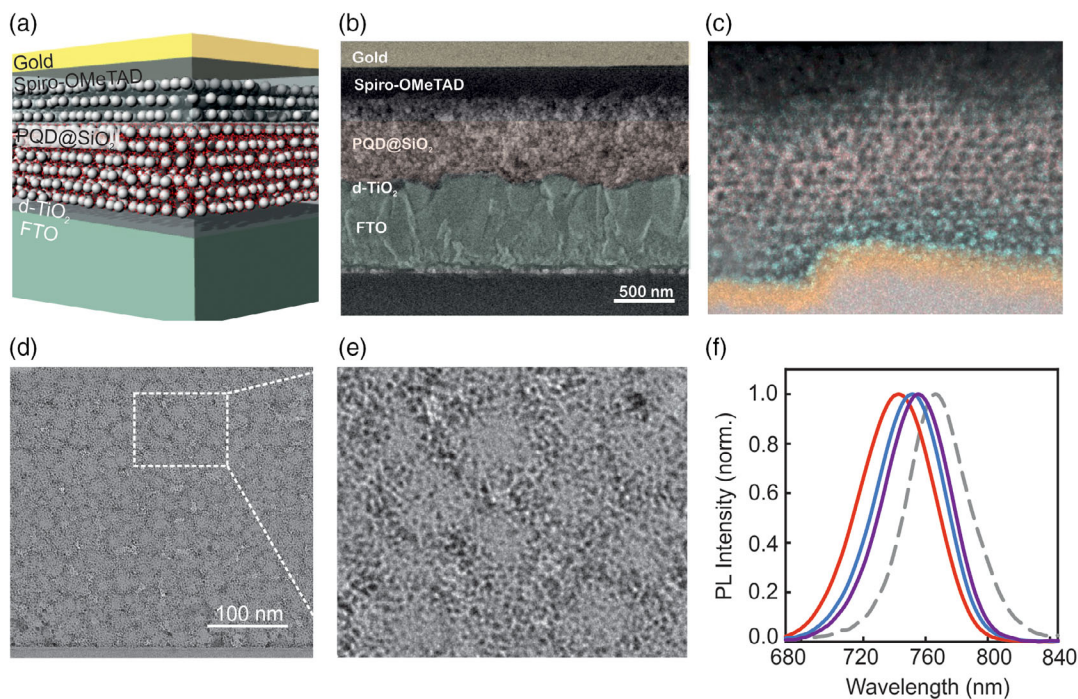 (a)
Gold
Spiro-OMeTAD
PQD@SiO₂
d-TiO₂
FTO
(b)
Gold
Spiro-OMeTAD
PQD@SiO₂
d-TiO₂
FTO
500 nm
(c)
(d)
100 nm
(e)
(f)
PL Intensity (norm.)
1.0
0.8
0.6
0.4
0.2
0.0
680 720 760 800 840
Wavelength (nm)